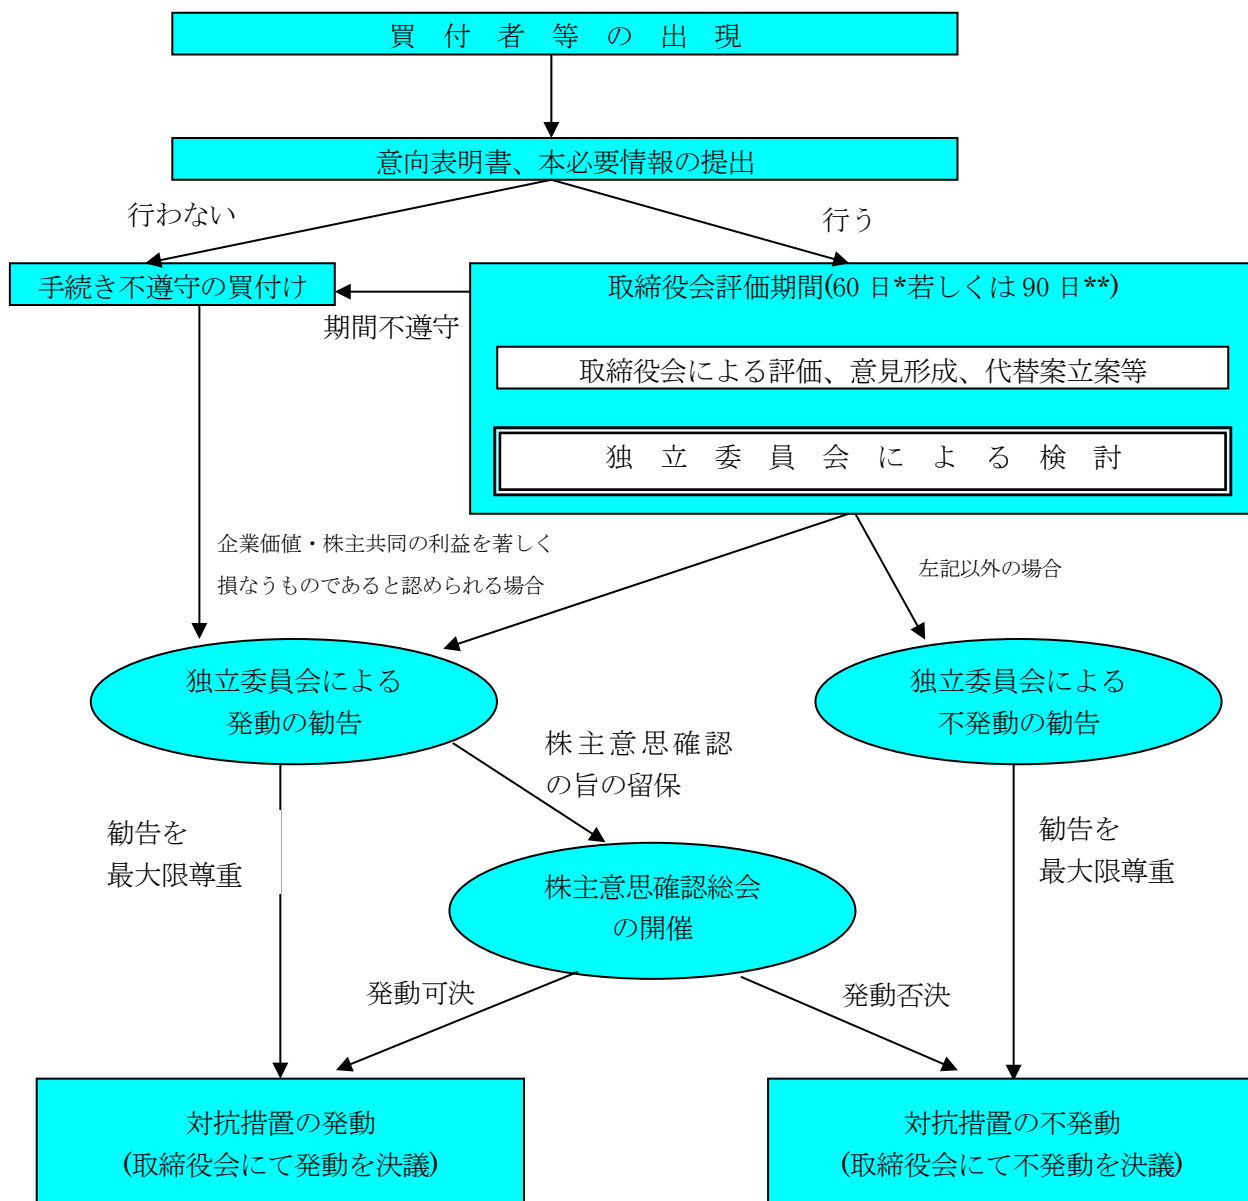 買付者等の出現
意向表明書、本必要情報の提出
行わない
行う
手続き不遵守の買付け
取締役会評価期間(60日*若しくは90日**)
期間不遵守
取締役会による評価、意見形成、代替案立案等
独立委員会による検討
企業価値・株主共同の利益を著しく
損なうものであると認められる場合
左記以外の場合
独立委員会による
発動の勧告
独立委員会による
不発動の勧告
株主意思確認
の旨の留保
勧告を
最大限尊重
勧告を
最大限尊重
株主意思確認総会
の開催
発動可決
発動否決
対抗措置の発動
(取締役会にて発動を決議)
対抗措置の不発動
(取締役会にて不発動を決議)